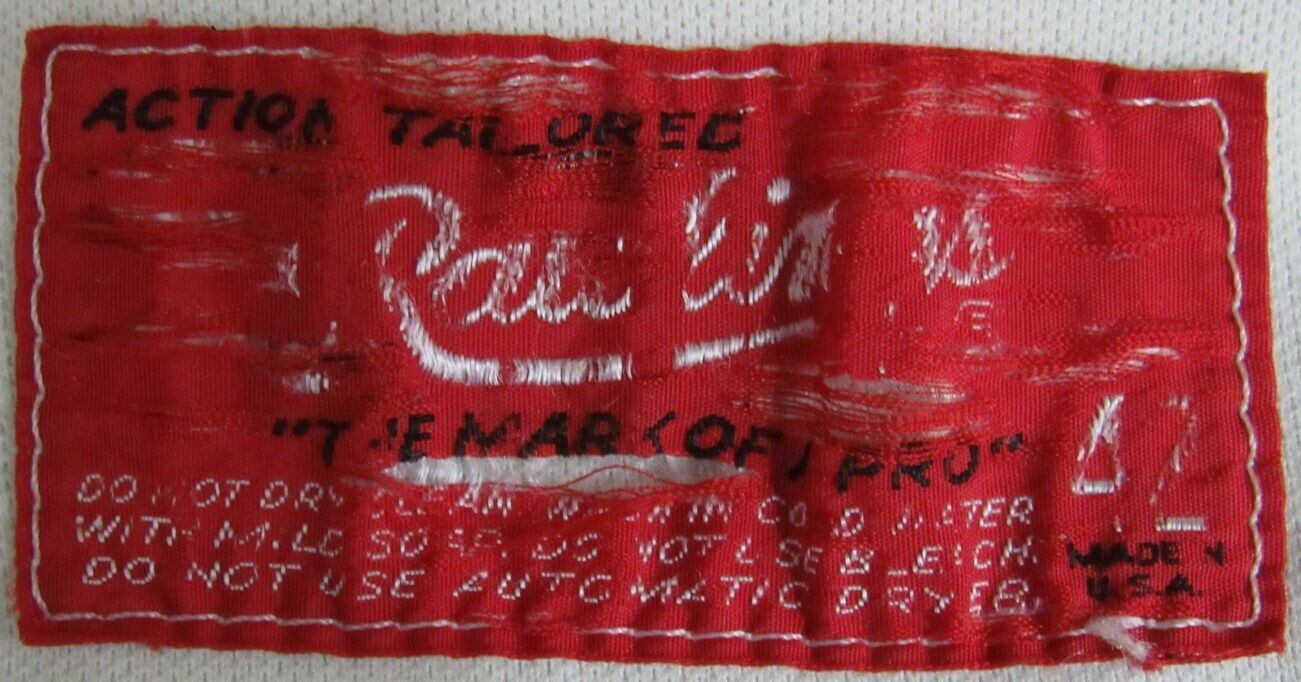 ACTION TAILORED
Rawlings
"THE MARK OF A PRO"
42
DO NOT DRY CLEAN WASH IN COLD WATER
WITH MILD SOAP. DO NOT USE BLEACH.
DO NOT USE AUTOMATIC DRYER.
MADE IN
U.S.A.